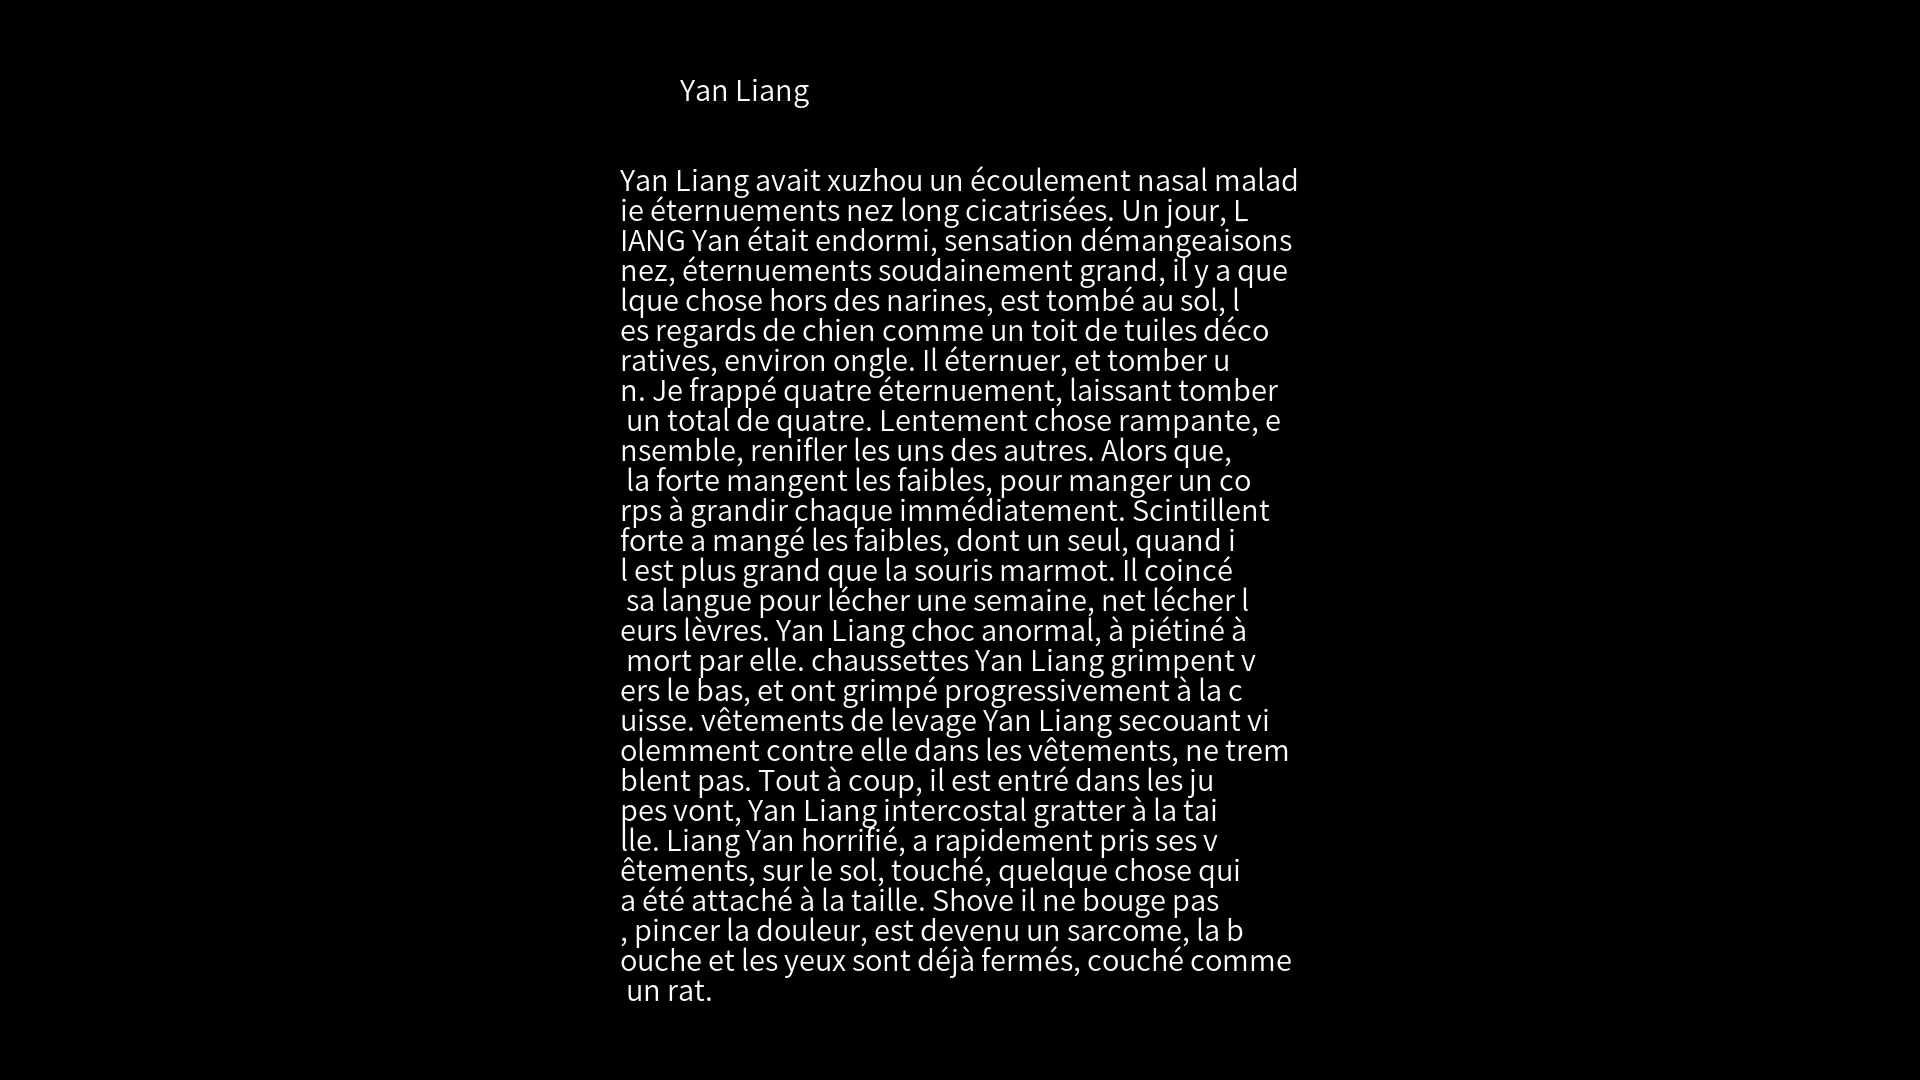 Yan Liang
Yan Liang avait xuzhou un écoulement nasal malad
ie éternuements nez long cicatrisées. Un jour, L
IANG Yan était endormi, sensation démangeaisons
nez, éternuements soudainement grand, il y a que
lque chose hors des narines, est tombé au sol, l
es regards de chien comme un toit de tuiles déco
ratives, environ ongle. Il éternuer, et tomber u
n. Je frappé quatre éternuement, laissant tomber
un total de quatre. Lentement chose rampante, e
nsemble, renifler les uns des autres. Alors que,
la forte mangent les faibles, pour manger un co
rps à grandir chaque immédiatement. Scintillent
forte a mangé les faibles, dont un seul, quand i
l est plus grand que la souris marmot. Il coincé
sa langue pour lécher une semaine, net lécher l
eurs lèvres. Yan Liang choc anormal, à piétiné à
mort par elle. chaussettes Yan Liang grimpent v
ers le bas, et ont grimpé progressivement à la c
uisse. vêtements de levage Yan Liang secouant vi
olemment contre elle dans les vêtements, ne trem
blent pas. Tout à coup, il est entré dans les ju
pes vont, Yan Liang intercostal gratter à la tai
lle. Liang Yan horrifié, a rapidement pris ses v
êtements, sur le sol, touché, quelque chose qui
a été attaché à la taille. Shove il ne bouge pas
, pincer la douleur, est devenu un sarcome, la b
ouche et les yeux sont déjà fermés, couché comme
un rat.